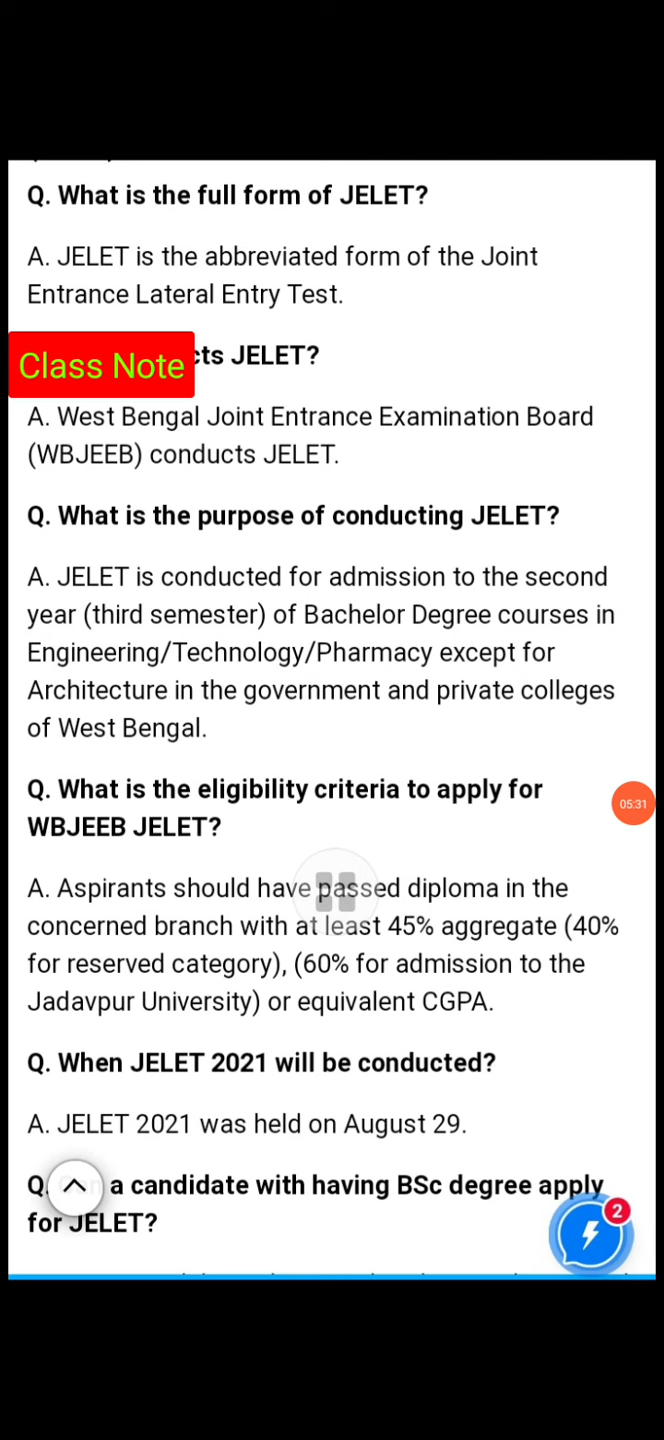 Q. What is the full form of JELET?
A. JELET is the abbreviated form of the Joint
Entrance Lateral Entry Test.
Class Note
cts JELET?
A. West Bengal Joint Entrance Examination Board
(WBJEEB) conducts JELET.
Q. What is the purpose of conducting JELET?
A. JELET is conducted for admission to the second
year (third semester) of Bachelor Degree courses in
Engineering/Technology/Pharmacy except for
Architecture in the government and private colleges
of West Bengal.
Q. What is the eligibility criteria to apply for
WBJEEB JELET?
05:31
A. Aspirants should have passed diploma in the
concerned branch with at least 45% aggregate (40%
for reserved category), (60% for admission to the
Jadavpur University) or equivalent CGPA.
Q. When JELET 2021 will be conducted?
A. JELET 2021 was held on August 29.
Q. a candidate with having BSc degree apply
for JELET?
2